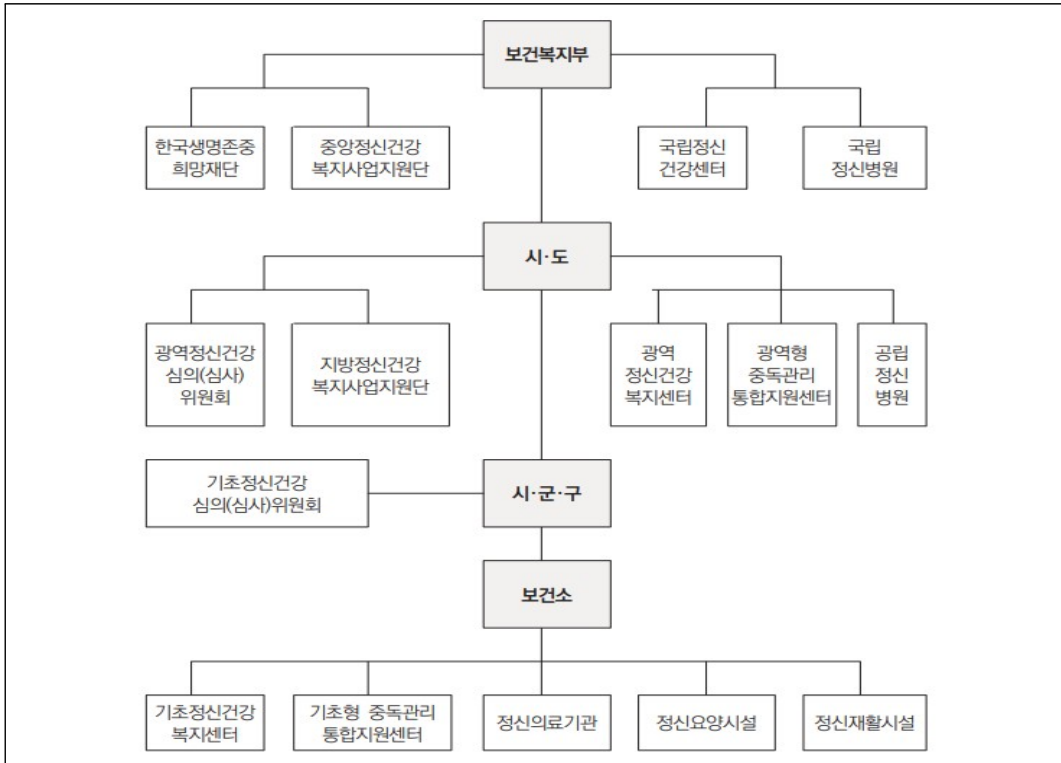 보건복지부
한국생명존중
희망재단
중앙정신건강
복지사업지원단
국립정신
건강센터
국립
정신병원
시·도
광역정신건강
심의(심사)
위원회
지방정신건강
복지사업지원단
광역
정신건강
복지센터
광역형
중독관리
통합지원센터
공립
정신
병원
기초정신건강
심의(심사)위원회
시·군·구
보건소
기초정신건강
복지센터
기초형 중독관리
통합지원센터
정신의료기관
정신요양시설
정신재활시설